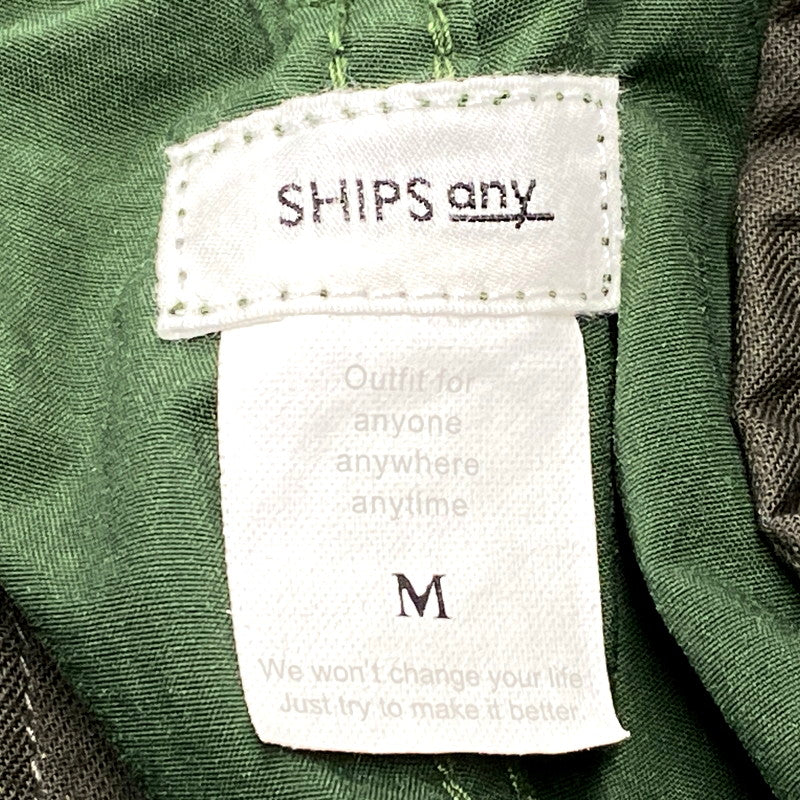 SHIPS any
Outfit for
anyone
anywhere
anytime
M
We won't change your life
Just try to make it better.